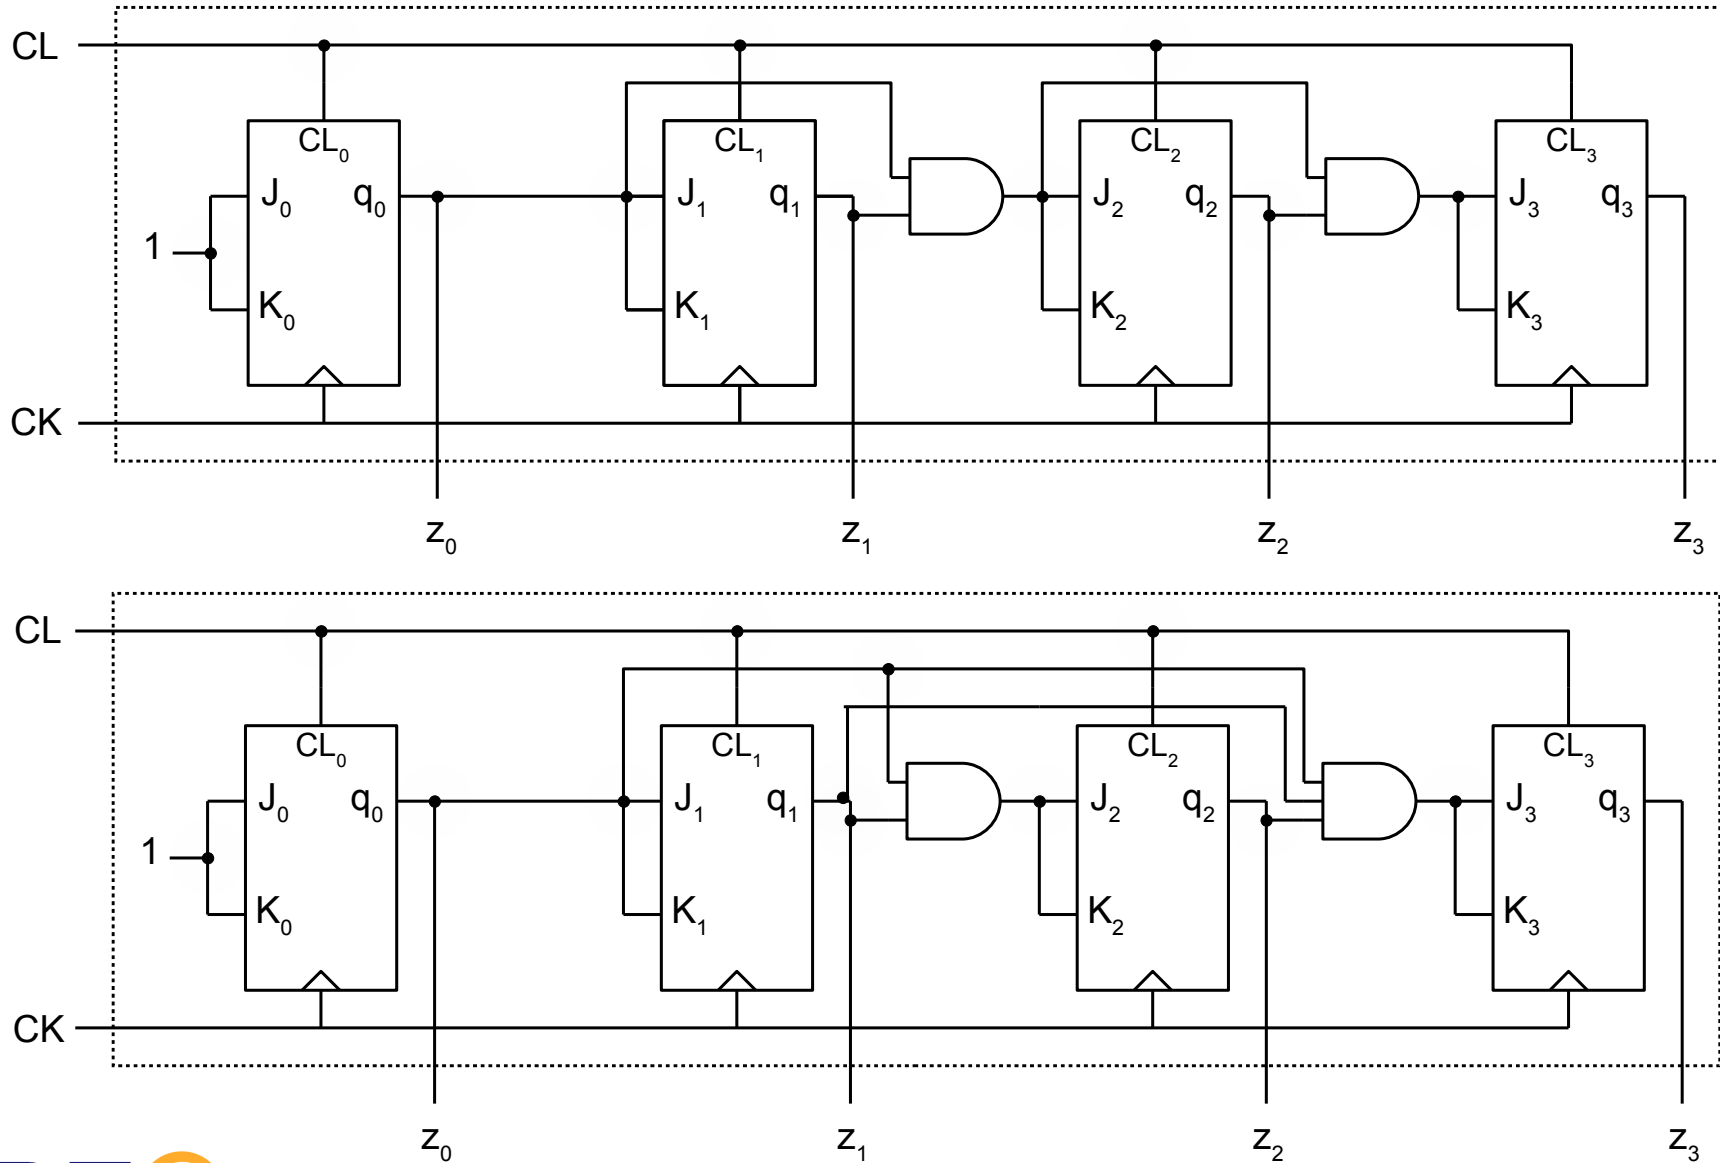 CL
CL₀ CL₁ CL₂ CL₃
J₀ q₀ J₁ q₁ J₂ q₂ J₃ q₃
1
K₀ K₁ K₂ K₃
CK
z₀ z₁ z₂ z₃
CL
CL₀ CL₁ CL₂ CL₃
J₀ q₀ J₁ q₁ J₂ q₂ J₃ q₃
1
K₀ K₁ K₂ K₃
CK
z₀ z₁ z₂ z₃